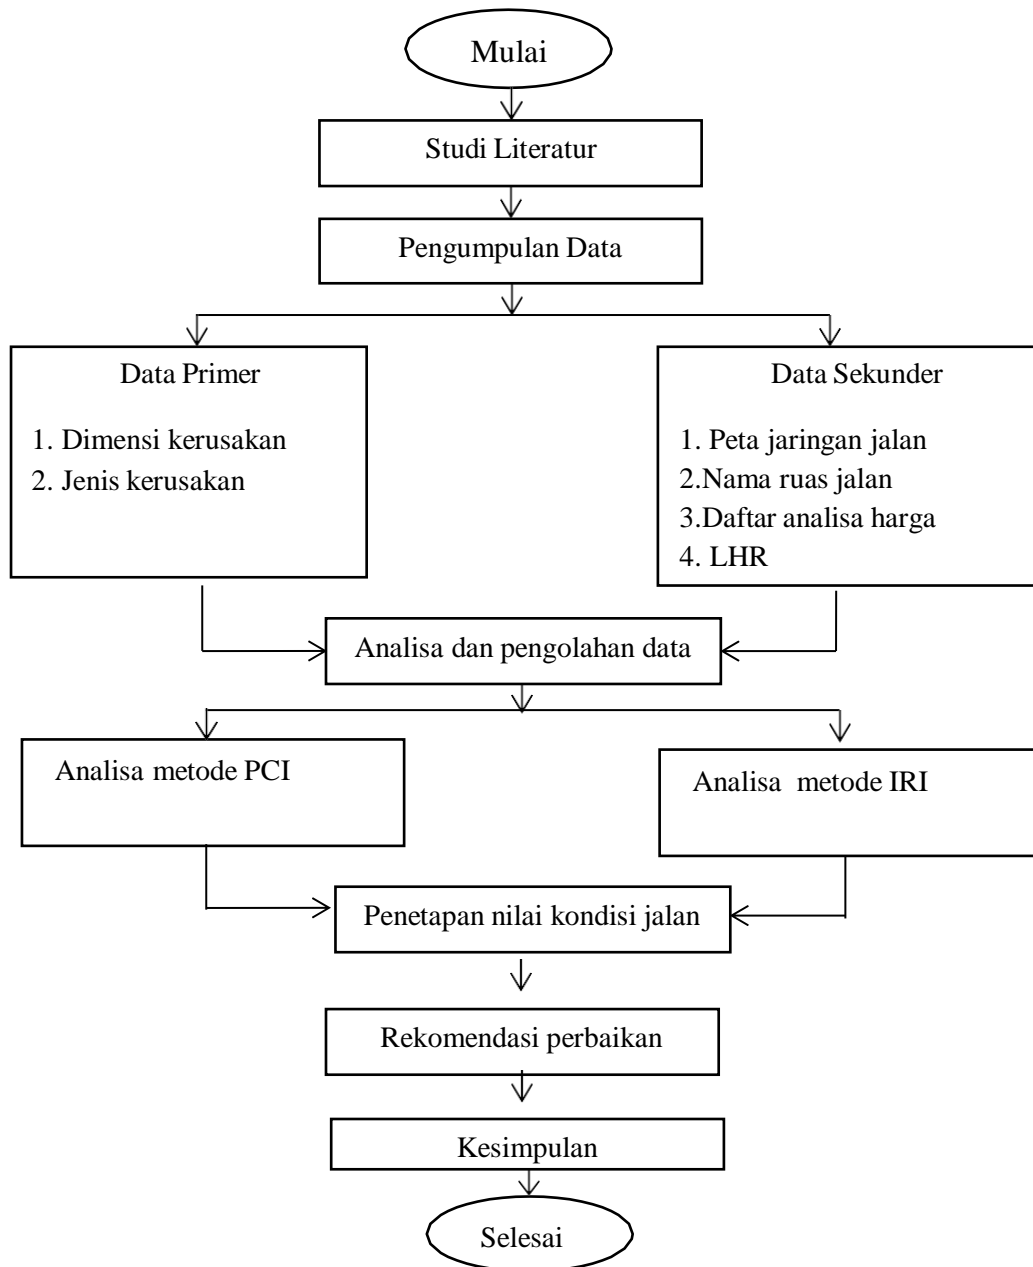 Mulai
Studi Literatur
Pengumpulan Data
Data Primer
1. Dimensi kerusakan
2. Jenis kerusakan
Data Sekunder
1. Peta jaringan jalan
2.Nama ruas jalan
3.Daftar analisa harga
4. LHR
Analisa dan pengolahan data
Analisa metode PCI
Analisa metode IRI
Penetapan nilai kondisi jalan
Rekomendasi perbaikan
Kesimpulan
Selesai